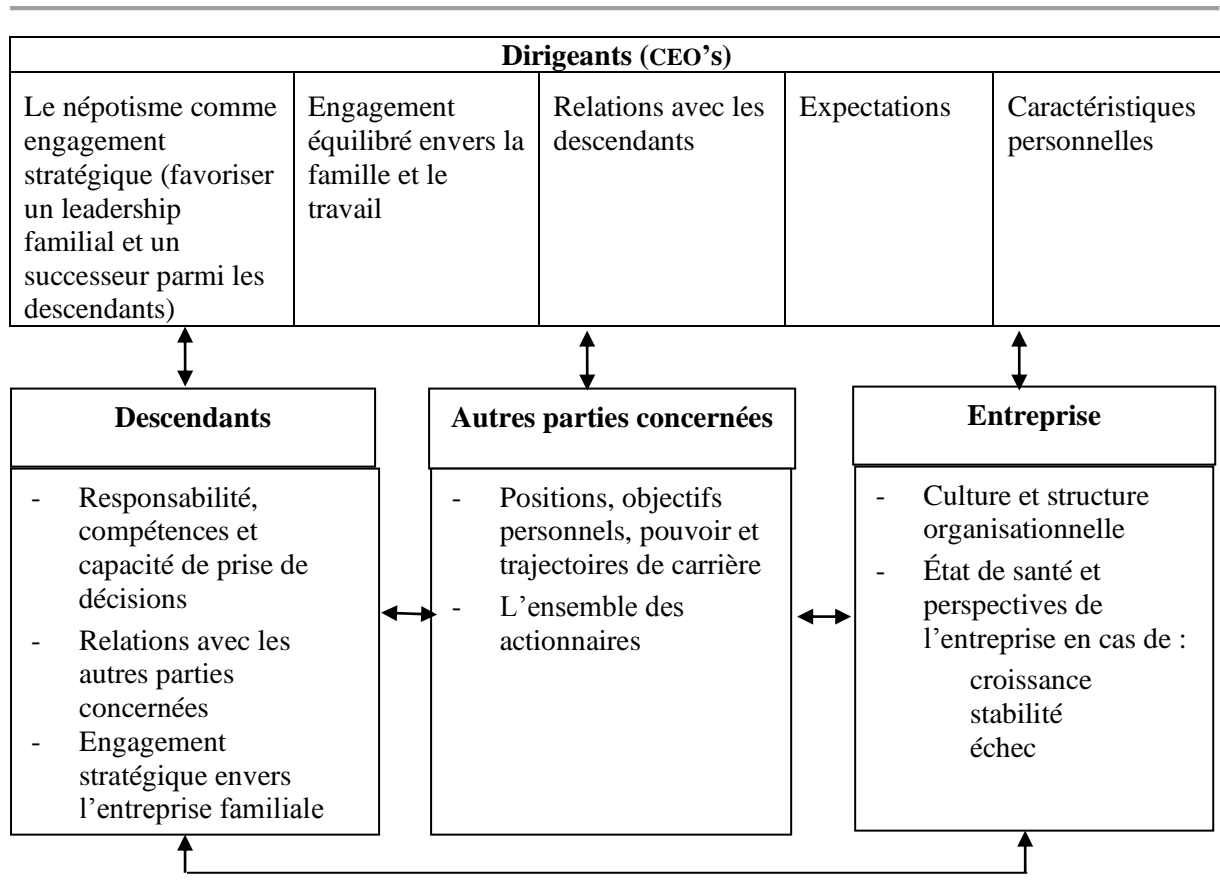 Dirigeants (CEO's)
Le népotisme comme
engagement
stratégique (favoriser
un leadership
familial et un
successeur parmi les
descendants)
Engagement
équilibré envers la
famille et le
travail
Relations avec les
descendants
Expectations
Caractéristiques
personnelles
Descendants
- Responsabilité,
compétences et
capacité de prise de
décisions
- Relations avec les
autres parties
concernées
- Engagement
stratégique envers
l'entreprise familiale
Autres parties concernées
- Positions, objectifs
personnels, pouvoir et
trajectoires de carrière
- L'ensemble des
actionnaires
Entreprise
- Culture et structure
organisationnelle
- État de santé et
perspectives de
l'entreprise en cas de :
croissance
stabilité
échec